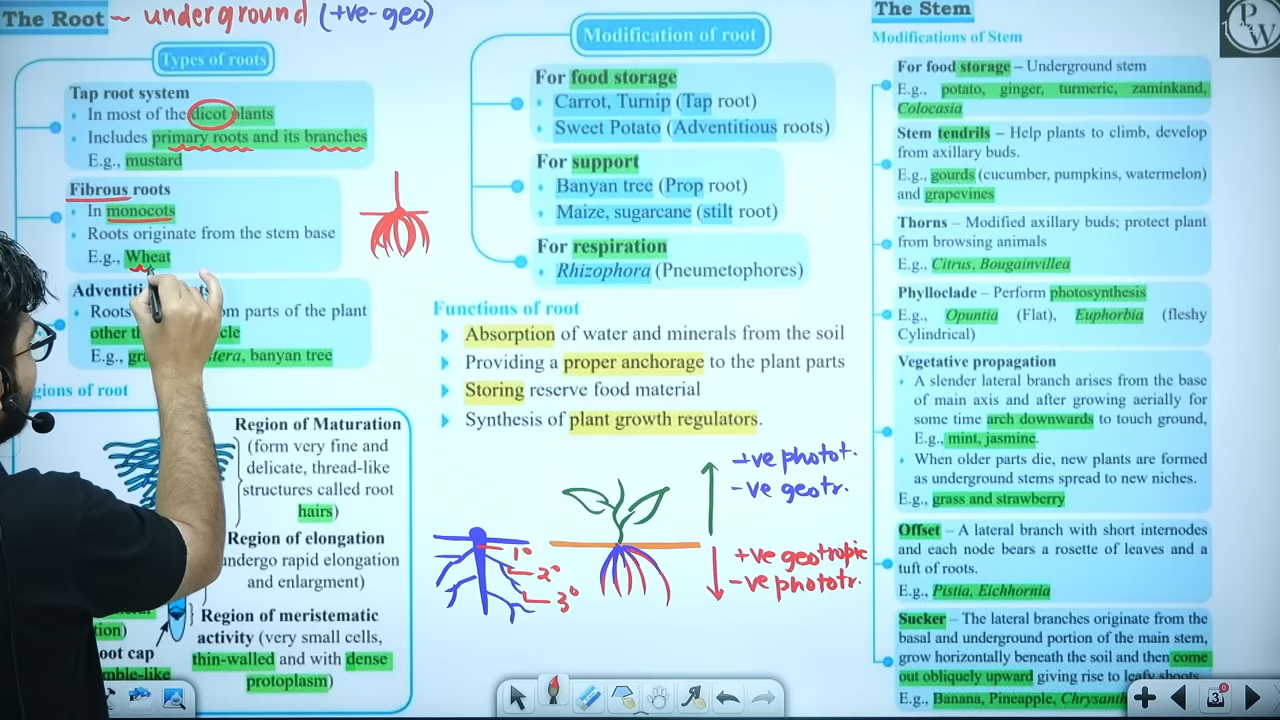 The Root ~ underground (+ve-geo)
Types of roots
Tap root system
In most of the dicot plants
Includes primary roots and its branches
E.g., mustard
Fibrous roots
In monocots
Roots originate from the stem base
E.g., Wheat
Roots
parts of the plant
other
E.g.,
banyan tree
of root
Region of Maturation
(form very fine and
delicate, thread-like
structures called root
hairs)
Region of elongation
undergo rapid elongation
and enlargment)
Region of meristematic
activity (very small cells,
thin-walled and with dense
protoplasm)
cap
Modification of root
For food storage
Carrot, Turnip (Tap root)
Sweet Potato (Adventitious roots)
For support
Banyan tree (Prop root)
Maize, sugarcane (stilt root)
For respiration
Rhizophora (Pneumetophores)
Functions of root
Absorption of water and minerals from the soil
Providing a proper anchorage to the plant parts
Storing reserve food material
Synthesis of plant growth regulators.
+ve photot.
-ve geotr.
+ve geotropic
-ve phototr.
1°
2°
3°
The Stem
Modifications of Stem
For food storage – Underground stem
E.g., potato, ginger, turmeric, zaminkand,
Colocasia
Stem tendrils – Help plants to climb, develop
from axillary buds.
E.g., gourds (cucumber, pumpkins, watermelon)
and grapevines
Thorns – Modified axillary buds; protect plant
from browsing animals
E.g., Citrus, Bougainvillea
Phylloclade – Perform photosynthesis
E.g., Opuntia (Flat), Euphorbia (fleshy
Cylindrical)
Vegetative propagation
A slender lateral branch arises from the base
of main axis and after growing aerially for
some time arch downwards to touch ground,
E.g., mint, jasmine.
When older parts die, new plants are formed
as underground stems spread to new niches.
E.g., grass and strawberry
Offset – A lateral branch with short internodes
and each node bears a rosette of leaves and a
tuft of roots.
E.g., Pistia, Eichhornia
Sucker – The lateral branches originate from the
basal and underground portion of the main stem,
grow horizontally beneath the soil and then come
out obliquely upward giving rise to leafy shoots.
E.g., Banana, Pineapple,
PW